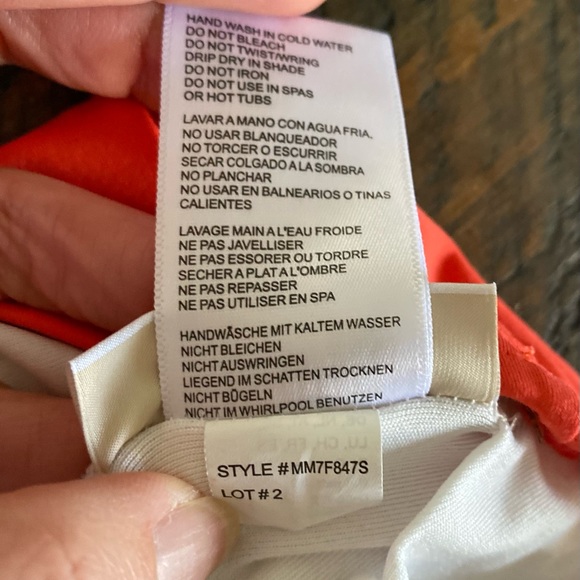 HAND WASH IN COLD WATER
DO NOT BLEACH
DO NOT TWIST/WRING
DRIP DRY IN SHADE
DO NOT IRON
DO NOT USE IN SPAS
OR HOT TUBS
LAVAR A MANO CON AGUA FRIA.
NO USAR BLANQUEADOR
NO TORCER O ESCURRIR
SECAR COLGADO A LA SOMBRA
NO PLANCHAR
NO USAR EN BALNEARIOS O TINAS
CALIENTES
LAVAGE MAIN A L'EAU FROIDE
NE PAS JAVELLISER
NE PAS ESSORER OU TORDRE
SECHER A PLAT A L'OMBRE
NE PAS REPASSER
NE PAS UTILISER EN SPA
HANDWÄSCHE MIT KALTEM WASSER
NICHT BLEICHEN
NICHT AUSWRINGEN
LIEGEND IM SCHATTEN TROCKNEN
NICHT BÜGELN
NICHT IM WHIRLPOOL BENUTZEN
STYLE # MM7F847S
LOT # 2